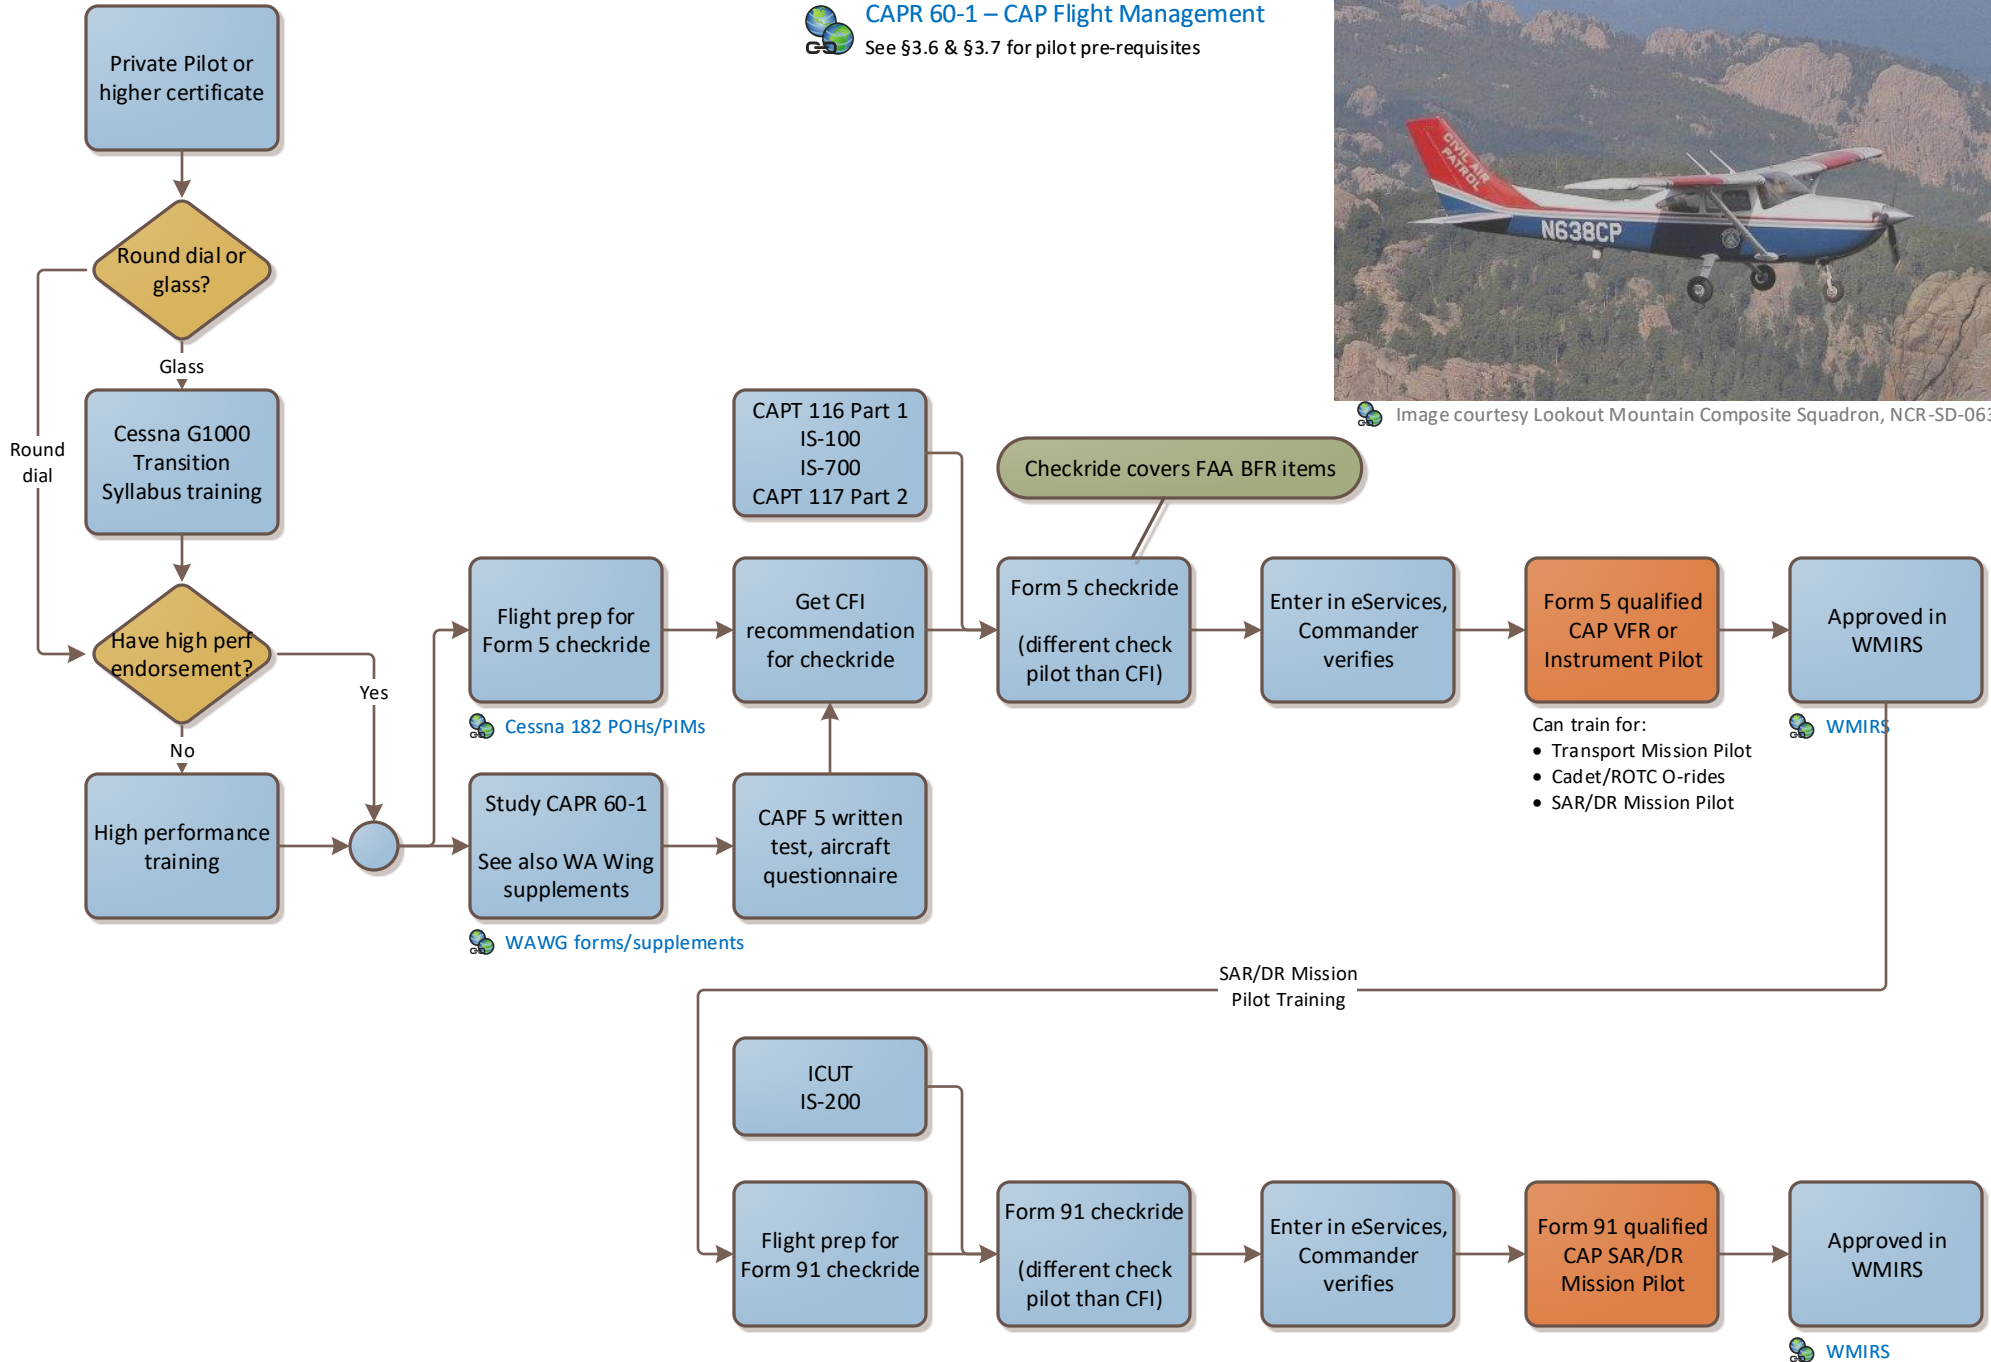 CAPR 60-1 – CAP Flight Management
See §3.6 & §3.7 for pilot pre-requisites
Private Pilot or
higher certificate
CIVIL AIR
PATROL
N638CP
Image courtesy Lookout Mountain Composite Squadron, NCR-SD-063
Round dial or
glass?
Glass
Round
dial
Cessna G1000
Transition
Syllabus training
Have high perf
endorsement?
Yes
No
High performance
training
Flight prep for
Form 5 checkride
Cessna 182 POHs/PIMs
Study CAPR 60-1
See also WA Wing
supplements
WAWG forms/supplements
CAPT 116 Part 1
IS-100
IS-700
CAPT 117 Part 2
Get CFI
recommendation
for checkride
CAPF 5 written
test, aircraft
questionnaire
Checkride covers FAA BFR items
Form 5 checkride
(different check
pilot than CFI)
Enter in eServices,
Commander
verifies
Form 5 qualified
CAP VFR or
Instrument Pilot
Can train for:
• Transport Mission Pilot
• Cadet/ROTC O-rides
• SAR/DR Mission Pilot
Approved in
WMIRS
WMIRS
SAR/DR Mission
Pilot Training
ICUT
IS-200
Flight prep for
Form 91 checkride
Form 91 checkride
(different check
pilot than CFI)
Enter in eServices,
Commander
verifies
Form 91 qualified
CAP SAR/DR
Mission Pilot
Approved in
WMIRS
WMIRS